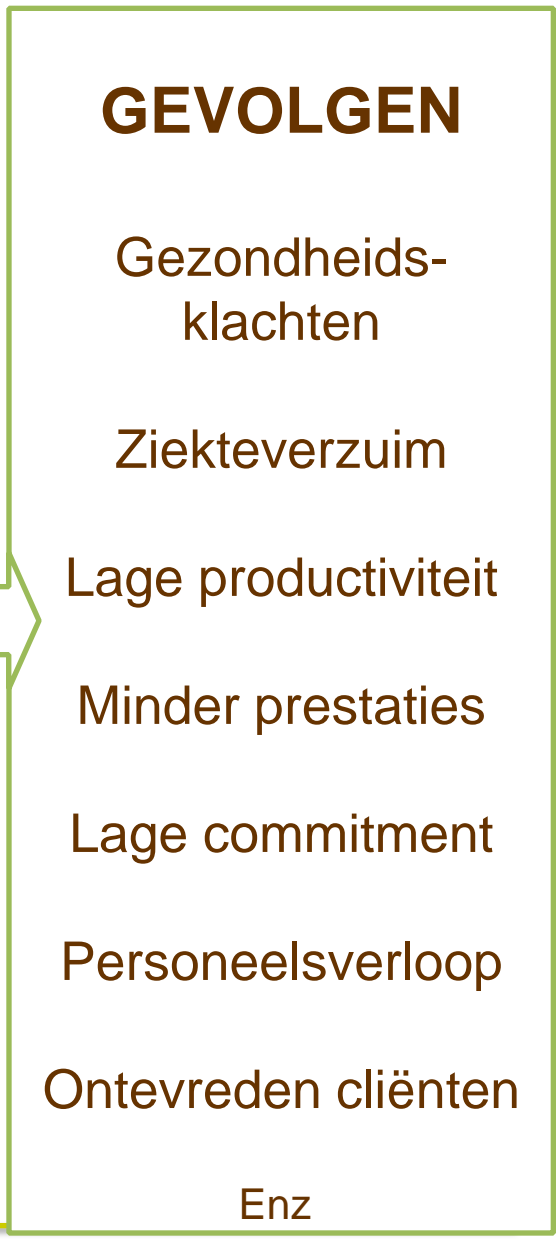 GEVOLGEN
Gezondheids-
klachten
Ziekteverzuim
Lage productiviteit
Minder prestaties
Lage commitment
Personeelsverloop
Ontevreden cliënten
Enz